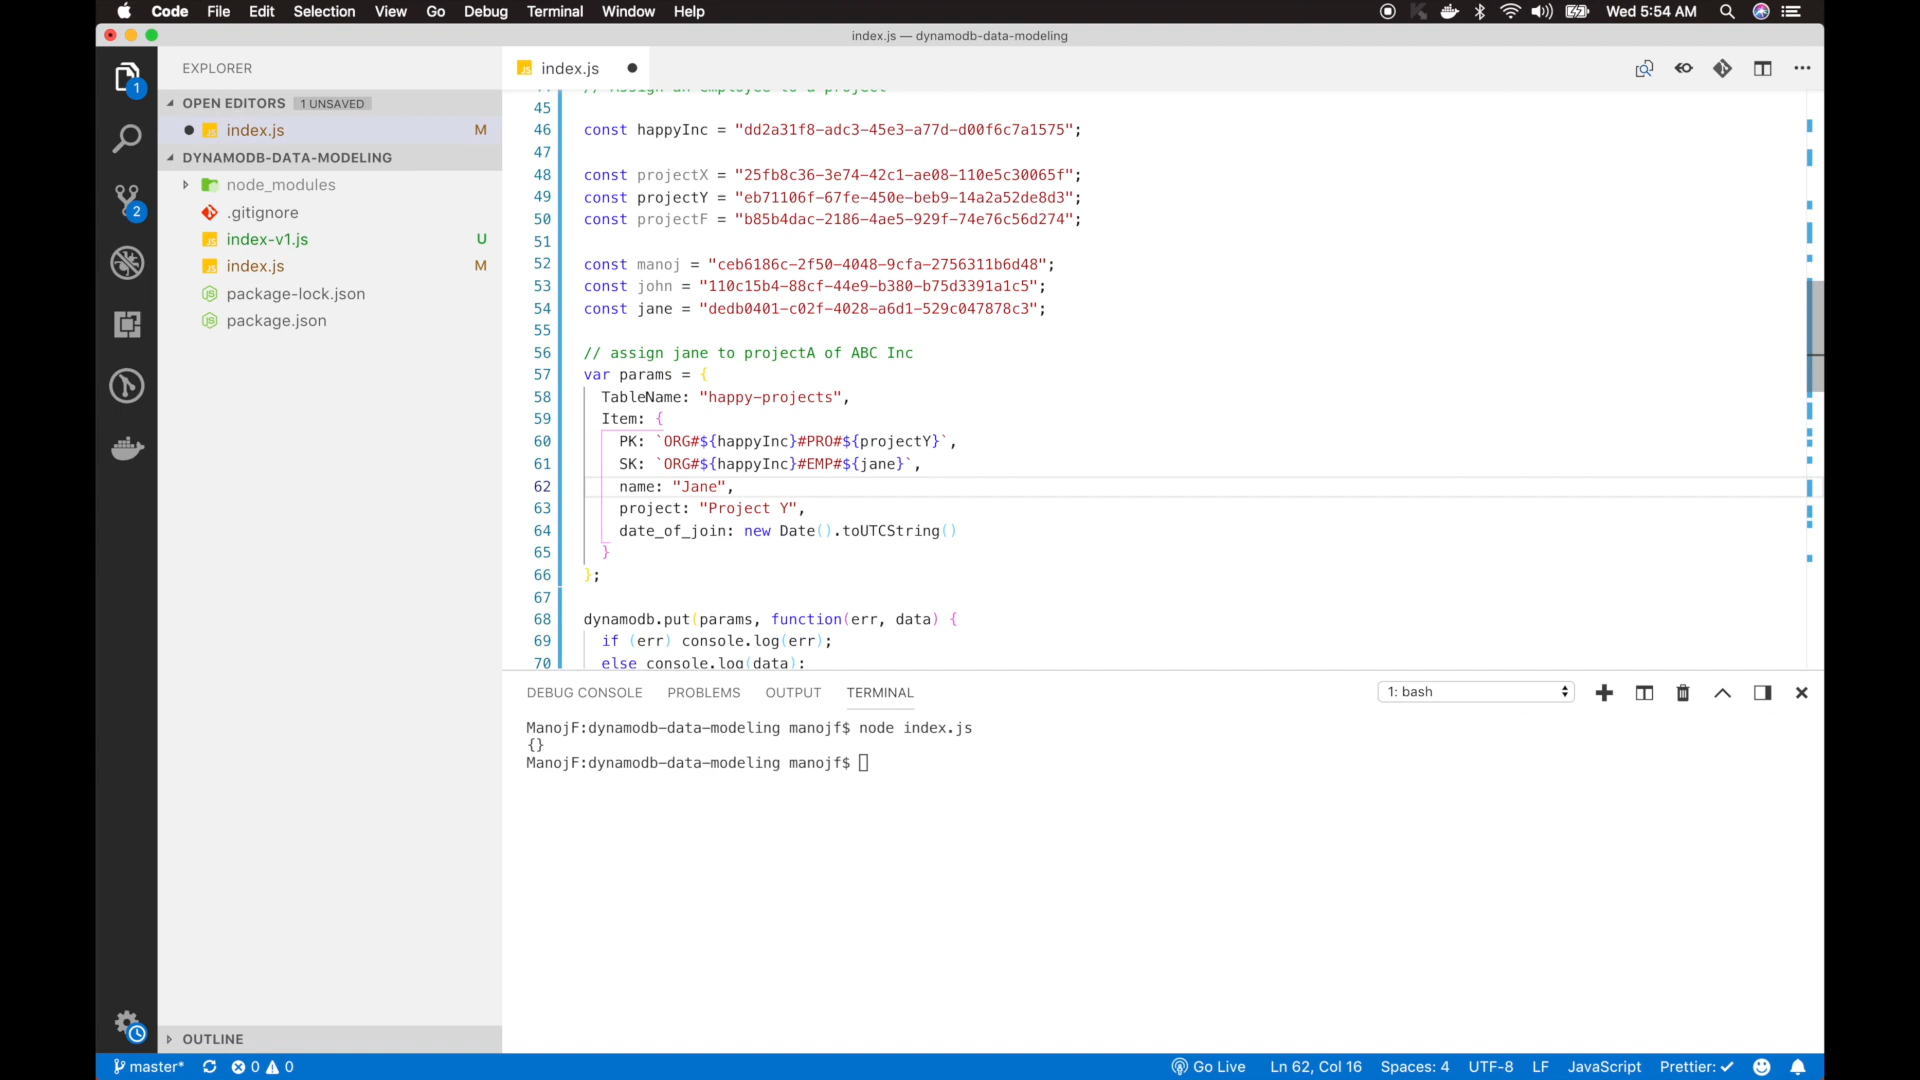 Code File Edit Selection View Go Debug Terminal Window Help Wed 5:54 AM
index.js — dynamodb-data-modeling
EXPLORER
OPEN EDITORS 1 UNSAVED
index.js M
DYNAMODB-DATA-MODELING
node_modules
.gitignore
index-v1.js U
index.js M
package-lock.json
package.json
OUTLINE
1
2
index.js
// Assign an employee to a project
45
46 const happyInc = "dd2a31f8-adc3-45e3-a77d-d00f6c7a1575";
47
48 const projectX = "25fb8c36-3e74-42c1-ae08-110e5c30065f";
49 const projectY = "eb71106f-67fe-450e-beb9-14a2a52de8d3";
50 const projectF = "b85b4dac-2186-4ae5-929f-74e76c56d274";
51
52 const manoj = "ceb6186c-2f50-4048-9cfa-2756311b6d48";
53 const john = "110c15b4-88cf-44e9-b380-b75d3391a1c5";
54 const jane = "dedb0401-c02f-4028-a6d1-529c047878c3";
55
56 // assign jane to projectA of ABC Inc
57 var params = {
58 TableName: "happy-projects",
59 Item: {
60 PK: `ORG#${happyInc}#PRO#${projectY}`,
61 SK: `ORG#${happyInc}#EMP#${jane}`,
62 name: "Jane",
63 project: "Project Y",
64 date_of_join: new Date().toUTCString()
65 }
66 };
67
68 dynamodb.put(params, function(err, data) {
69 if (err) console.log(err);
70 else console.log(data);
DEBUG CONSOLE PROBLEMS OUTPUT TERMINAL 1: bash
ManojF:dynamodb-data-modeling manojf$ node index.js
{}
ManojF:dynamodb-data-modeling manojf$
master* 0 0 Go Live Ln 62, Col 16 Spaces: 4 UTF-8 LF JavaScript Prettier: ✓